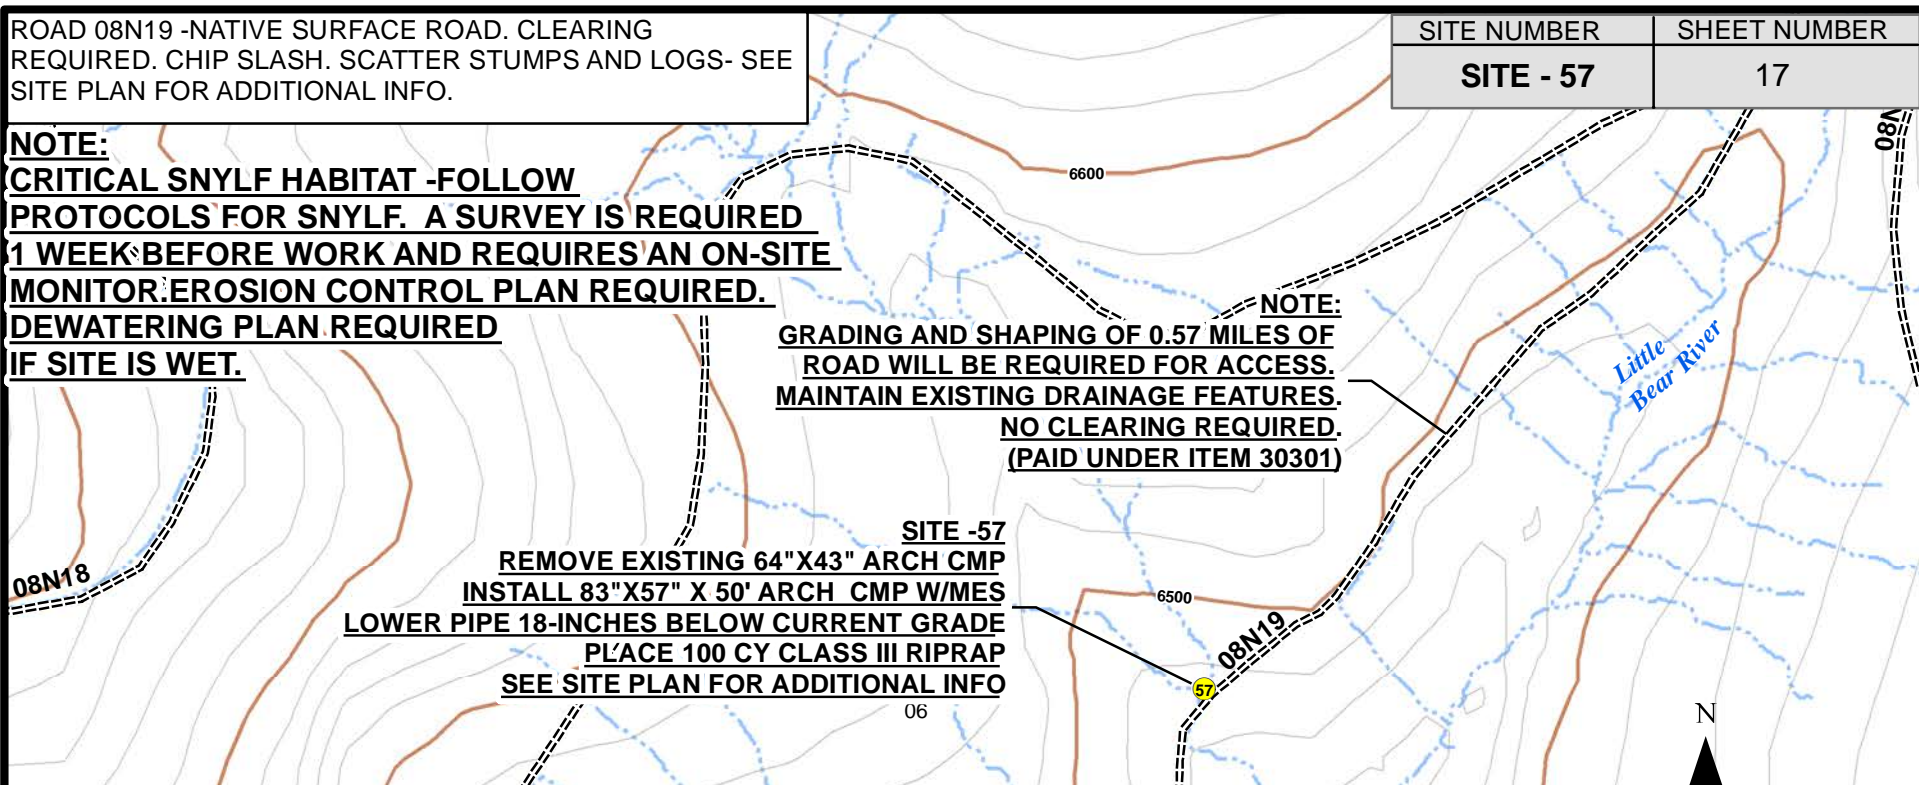 ROAD 08N19 -NATIVE SURFACE ROAD. CLEARING
REQUIRED. CHIP SLASH. SCATTER STUMPS AND LOGS- SEE
SITE PLAN FOR ADDITIONAL INFO.
SITE NUMBER
SHEET NUMBER
SITE - 57
17
NOTE:
CRITICAL SNYLF HABITAT -FOLLOW
PROTOCOLS FOR SNYLF. A SURVEY IS REQUIRED
1 WEEK BEFORE WORK AND REQUIRES AN ON-SITE
MONITOR.EROSION CONTROL PLAN REQUIRED.
DEWATERING PLAN REQUIRED
IF SITE IS WET.
6600
08N
NOTE:
GRADING AND SHAPING OF 0.57 MILES OF
ROAD WILL BE REQUIRED FOR ACCESS.
MAINTAIN EXISTING DRAINAGE FEATURES.
NO CLEARING REQUIRED.
(PAID UNDER ITEM 30301)
Little
Bear River
SITE -57
REMOVE EXISTING 64"X43" ARCH CMP
INSTALL 83"X57" X 50' ARCH CMP W/MES
LOWER PIPE 18-INCHES BELOW CURRENT GRADE
PLACE 100 CY CLASS III RIPRAP
SEE SITE PLAN FOR ADDITIONAL INFO
08N18
6500
08N19
57
06
N